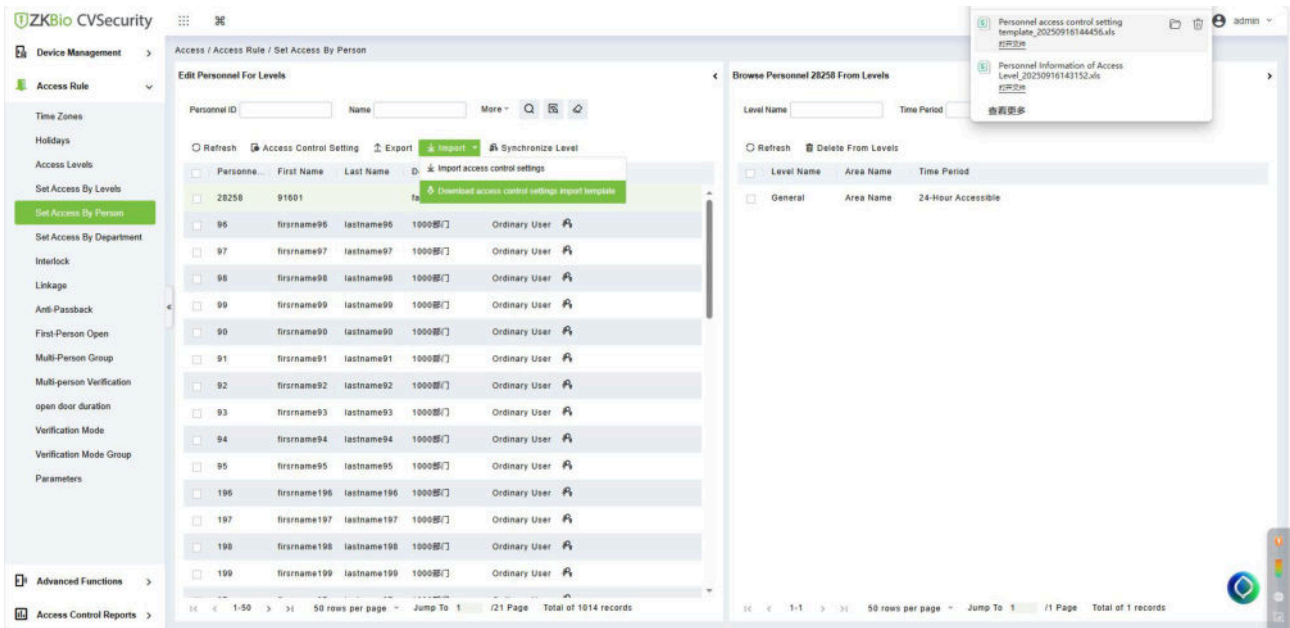 ZKBio CVSecurity
admin
Personnel access control setting
template_20250916144456.xls
打开文件
Personnel Information of Access
Level_20250916143152.xls
打开文件
查看更多
Device Management
Access Rule
Time Zones
Holidays
Access Levels
Set Access By Levels
Set Access By Person
Set Access By Department
Interlock
Linkage
Anti-Passback
First-Person Open
Multi-Person Group
Multi-person Verification
open door duration
Verification Mode
Verification Mode Group
Parameters
Advanced Functions
Access Control Reports
Access / Access Rule / Set Access By Person
Edit Personnel For Levels
Personnel ID Name More
Refresh Access Control Setting Export Import Synchronize Level
Import access control settings
Download access control settings import template
Personne... First Name Last Name D
28258 91601 fa
96 firsrname96 lastname96 1000部门 Ordinary User
97 firsrname97 lastname97 1000部门 Ordinary User
98 firsrname98 lastname98 1000部门 Ordinary User
99 firsrname99 lastname99 1000部门 Ordinary User
90 firsrname90 lastname90 1000部门 Ordinary User
91 firsrname91 lastname91 1000部门 Ordinary User
92 firsrname92 lastname92 1000部门 Ordinary User
93 firsrname93 lastname93 1000部门 Ordinary User
94 firsrname94 lastname94 1000部门 Ordinary User
95 firsrname95 lastname95 1000部门 Ordinary User
196 firsrname196 lastname196 1000部门 Ordinary User
197 firsrname197 lastname197 1000部门 Ordinary User
198 firsrname198 lastname198 1000部门 Ordinary User
199 firsrname199 lastname199 1000部门 Ordinary User
1-50 50 rows per page Jump To 1 /21 Page Total of 1014 records
Browse Personnel 28258 From Levels
Level Name Time Period
Refresh Delete From Levels
Level Name Area Name Time Period
General Area Name 24-Hour Accessible
1-1 50 rows per page Jump To 1 /1 Page Total of 1 records